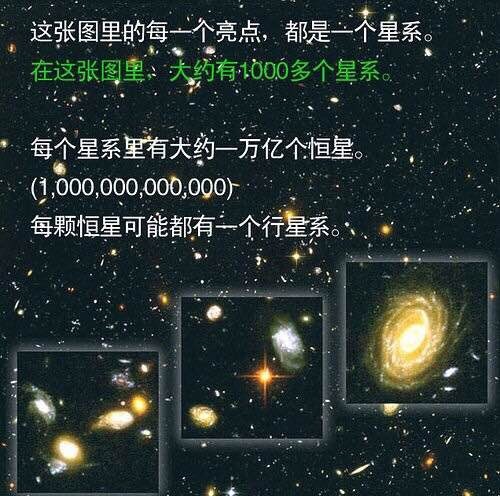 这张图里的每一个亮点，都是一个星系。
在这张图里，大约有1000多个星系。
每个星系里有大约一万亿个恒星。
(1,000,000,000,000)
每颗恒星可能都有一个行星系。